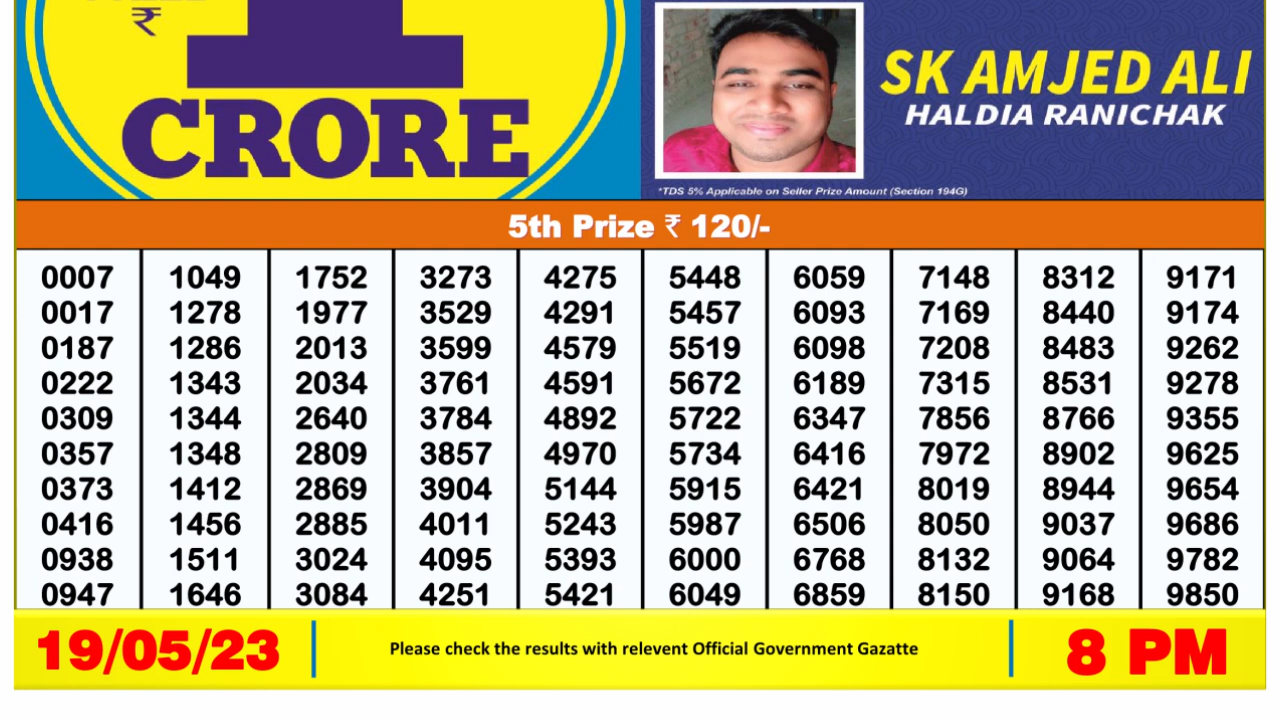 ₹
1
CRORE
SK AMJED ALI
HALDIA RANICHAK
*TDS 5% Applicable on Seller Prize Amount (Section 194G)
5th Prize ₹ 120/-
0007 1049 1752 3273 4275 5448 6059 7148 8312 9171
0017 1278 1977 3529 4291 5457 6093 7169 8440 9174
0187 1286 2013 3599 4579 5519 6098 7208 8483 9262
0222 1343 2034 3761 4591 5672 6189 7315 8531 9278
0309 1344 2640 3784 4892 5722 6347 7856 8766 9355
0357 1348 2809 3857 4970 5734 6416 7972 8902 9625
0373 1412 2869 3904 5144 5915 6421 8019 8944 9654
0416 1456 2885 4011 5243 5987 6506 8050 9037 9686
0938 1511 3024 4095 5393 6000 6768 8132 9064 9782
0947 1646 3084 4251 5421 6049 6859 8150 9168 9850
19/05/23 Please check the results with relevent Official Government Gazatte 8 PM